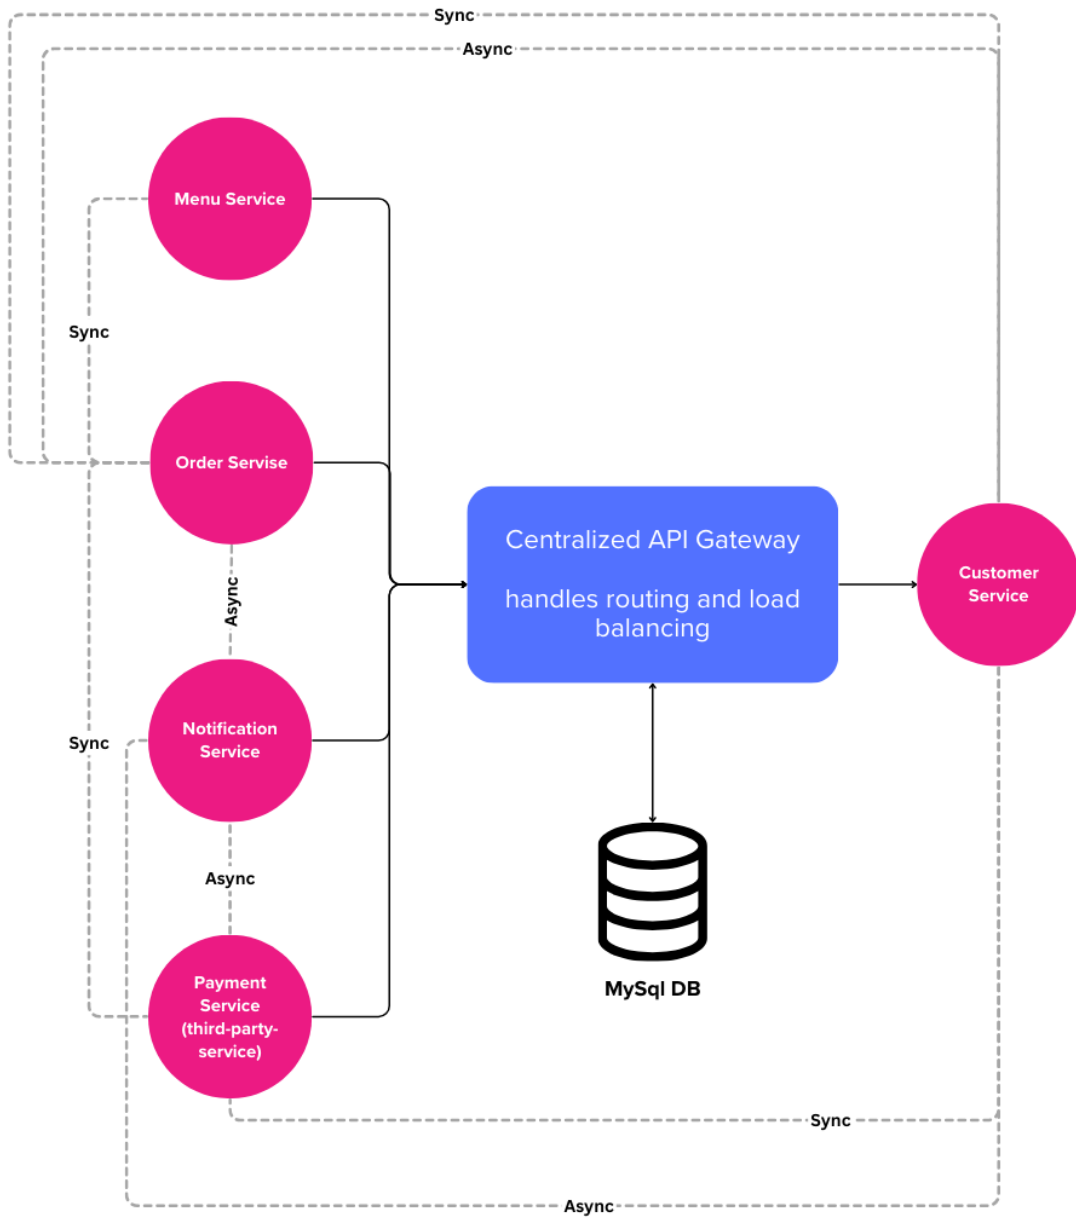 Sync
Async
Menu Service
Sync
Order Servise
Centralized API Gateway
handles routing and load
balancing
Customer
Service
Async
Notification
Service
Sync
Async
Payment
Service
(third-party-
service)
MySql DB
Sync
Async